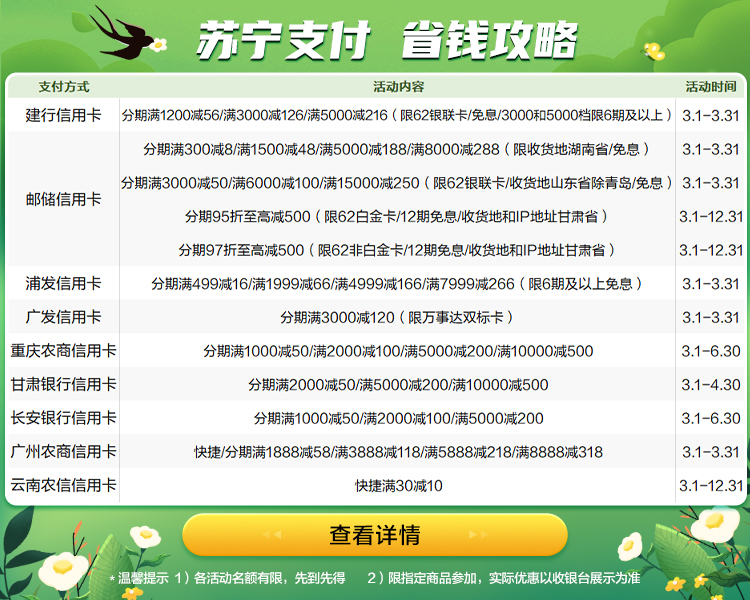 苏宁支付 省钱攻略
支付方式 活动内容 活动时间
建行信用卡 分期满1200减56/满3000减126/满5000减216（限62银联卡/免息/3000和5000档限6期及以上） 3.1-3.31
邮储信用卡
分期满300减8/满1500减48/满5000减188/满8000减288（限收货地湖南省/免息） 3.1-3.31
分期满3000减50/满6000减100/满15000减250（限62银联卡/收货地山东省除青岛/免息） 3.1-3.31
分期95折至高减500（限62白金卡/12期免息/收货地和IP地址甘肃省） 3.1-12.31
分期97折至高减500（限62非白金卡/12期免息/收货地和IP地址甘肃省） 3.1-12.31
浦发信用卡 分期满499减16/满1999减66/满4999减166/满7999减266（限6期及以上免息） 3.1-3.31
广发信用卡 分期满3000减120（限万事达双标卡） 3.1-3.31
重庆农商信用卡 分期满1000减50/满2000减100/满5000减200/满10000减500 3.1-6.30
甘肃银行信用卡 分期满2000减50/满5000减200/满10000减500 3.1-4.30
长安银行信用卡 分期满1000减50/满2000减100/满5000减200 3.1-6.30
广州农商信用卡 快捷/分期满1888减58/满3888减118/满5888减218/满8888减318 3.1-3.31
云南农信信用卡 快捷满30减10 3.1-12.31
查看详情
*温馨提示 1）各活动名额有限，先到先得 2）限指定商品参加，实际优惠以收银台展示为准